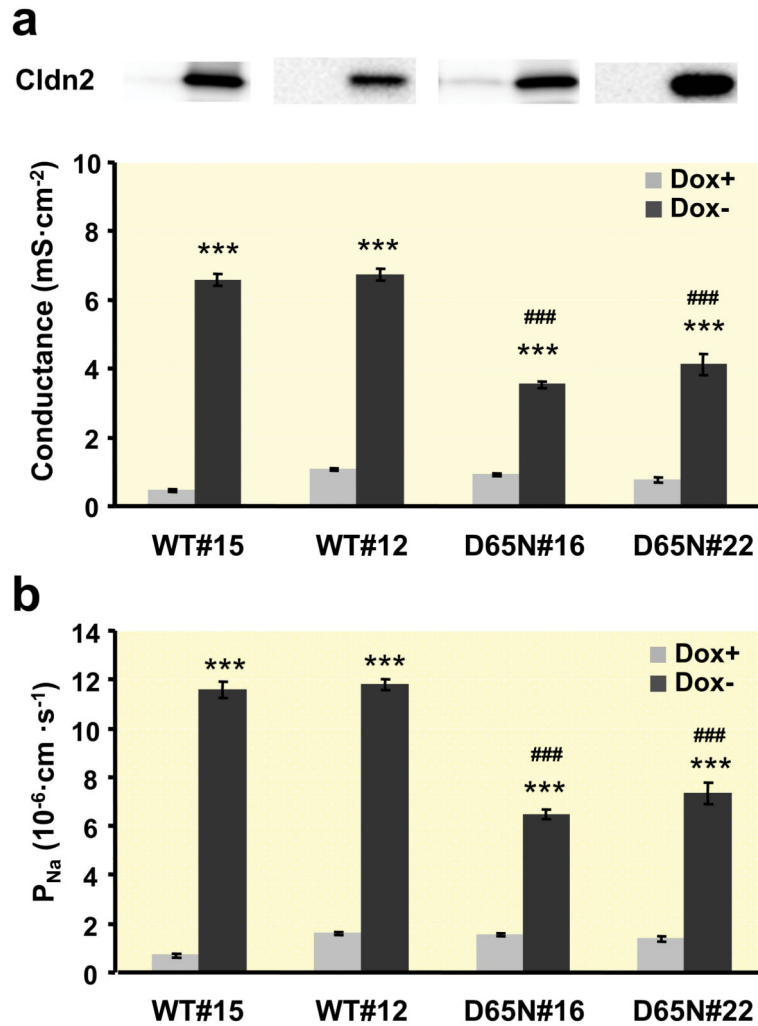 a
Cldn2
10
8
6
4
2
0
Conductance (mS·cm⁻²)
Dox+
Dox-
***
***
###
***
###
***
WT#15 WT#12 D65N#16 D65N#22
b
14
12
10
8
6
4
2
0
P_Na (10⁻⁶·cm ·s⁻¹)
Dox+
Dox-
***
***
###
***
###
***
WT#15 WT#12 D65N#16 D65N#22